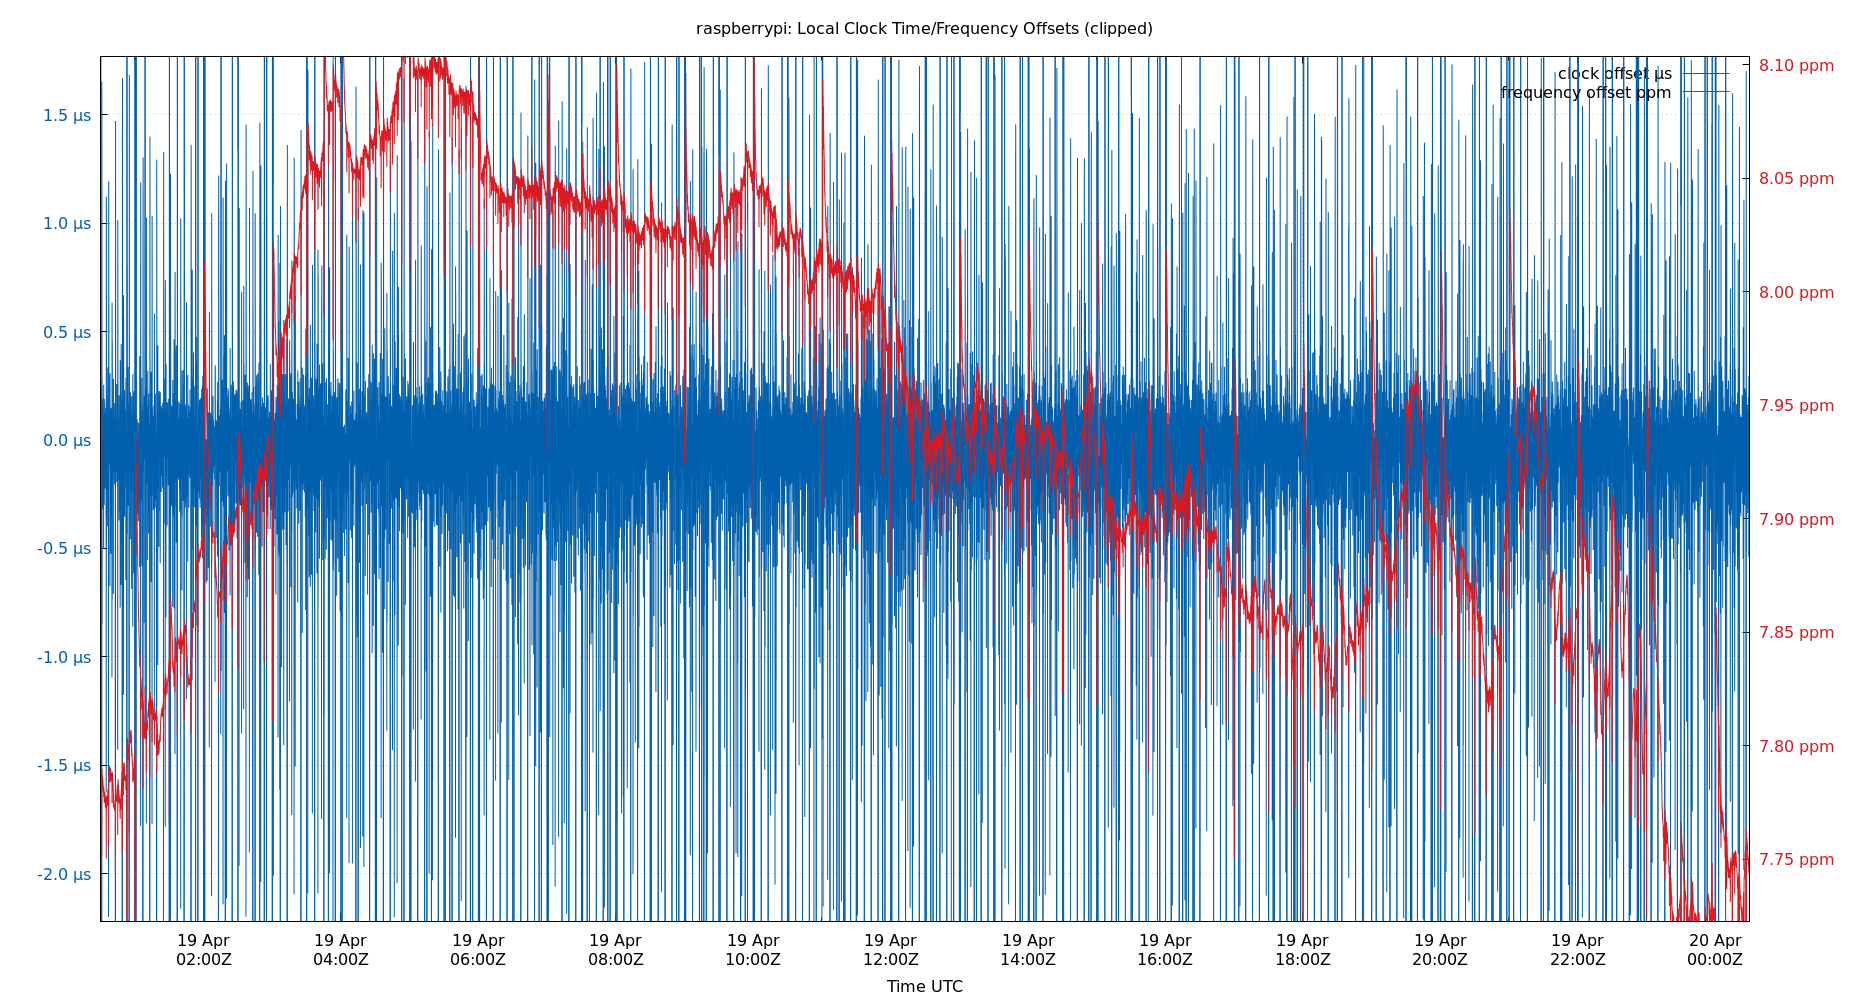 raspberrypi: Local Clock Time/Frequency Offsets (clipped)
clock offset µs
frequency offset ppm
1.5 µs
1.0 µs
0.5 µs
0.0 µs
-0.5 µs
-1.0 µs
-1.5 µs
-2.0 µs
8.10 ppm
8.05 ppm
8.00 ppm
7.95 ppm
7.90 ppm
7.85 ppm
7.80 ppm
7.75 ppm
19 Apr 19 Apr 19 Apr 19 Apr 19 Apr 19 Apr 19 Apr 19 Apr 19 Apr 19 Apr 19 Apr 20 Apr
02:00Z 04:00Z 06:00Z 08:00Z 10:00Z 12:00Z 14:00Z 16:00Z 18:00Z 20:00Z 22:00Z 00:00Z
Time UTC